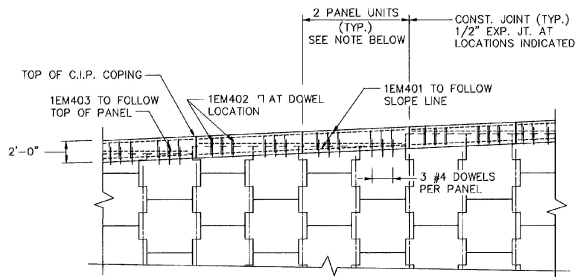 2 PANEL UNITS
(TYP.)
SEE NOTE BELOW
CONST. JOINT (TYP.)
1/2" EXP. JT. AT
LOCATIONS INDICATED
TOP OF C.I.P. COPING
1EM403 TO FOLLOW
TOP OF PANEL
1EM402 ⊓ AT DOWEL
LOCATION
1EM401 TO FOLLOW
SLOPE LINE
2'-0"
3 #4 DOWELS
PER PANEL